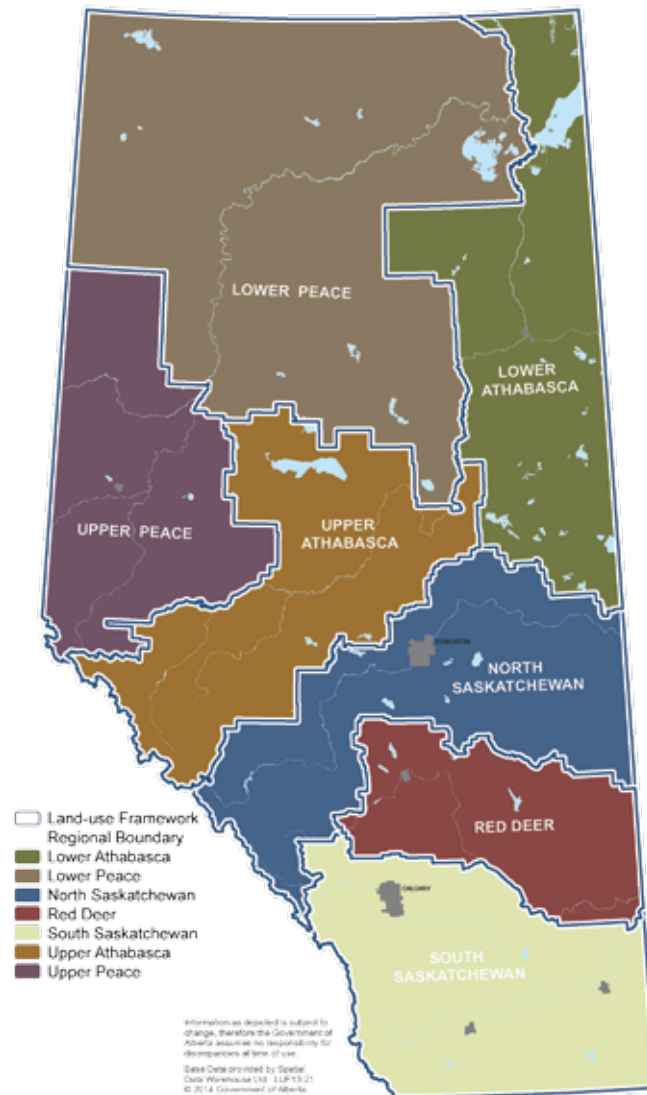 LOWER PEACE
LOWER
ATHABASCA
UPPER PEACE
UPPER
ATHABASCA
EDMONTON
NORTH
SASKATCHEWAN
RED DEER
CALGARY
SOUTH
SASKATCHEWAN
Land-use Framework
Regional Boundary
Lower Athabasca
Lower Peace
North Saskatchewan
Red Deer
South Saskatchewan
Upper Athabasca
Upper Peace
Information as depicted is subject to
change, therefore the Government of
Alberta assumes no responsibility for
discrepancies at time of use.
Base Data provided by Spatial
Data Warehouse Ltd. LUF13-21
© 2014 Government of Alberta